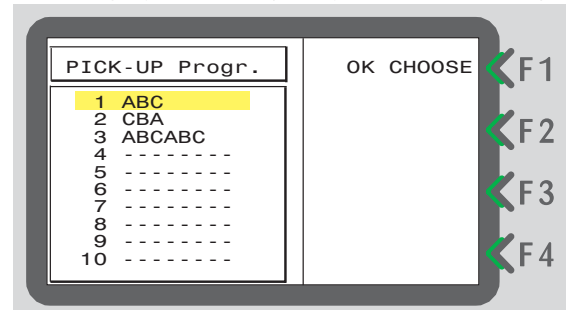 PICK-UP Progr.
OK CHOOSE
F1
1 ABC
2 CBA
3 ABCABC
4 - - - - - - - -
5 - - - - - - - -
6 - - - - - - - -
7 - - - - - - - -
8 - - - - - - - -
9 - - - - - - - -
10 - - - - - - - -
F2
F3
F4